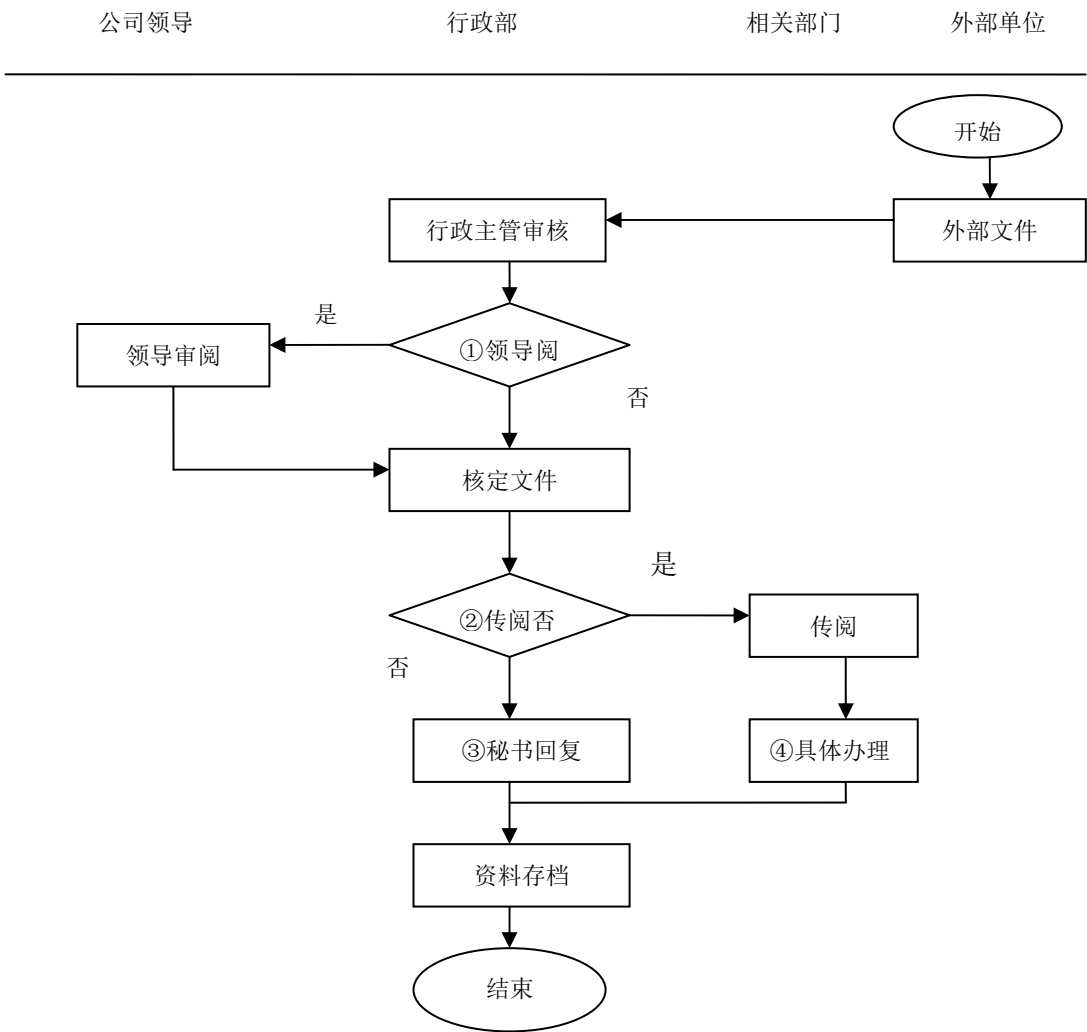 公司领导 行政部 相关部门 外部单位
开始
行政主管审核
外部文件
是
领导审阅
①领导阅
否
核定文件
是
②传阅否
传阅
否
③秘书回复
④具体办理
资料存档
结束